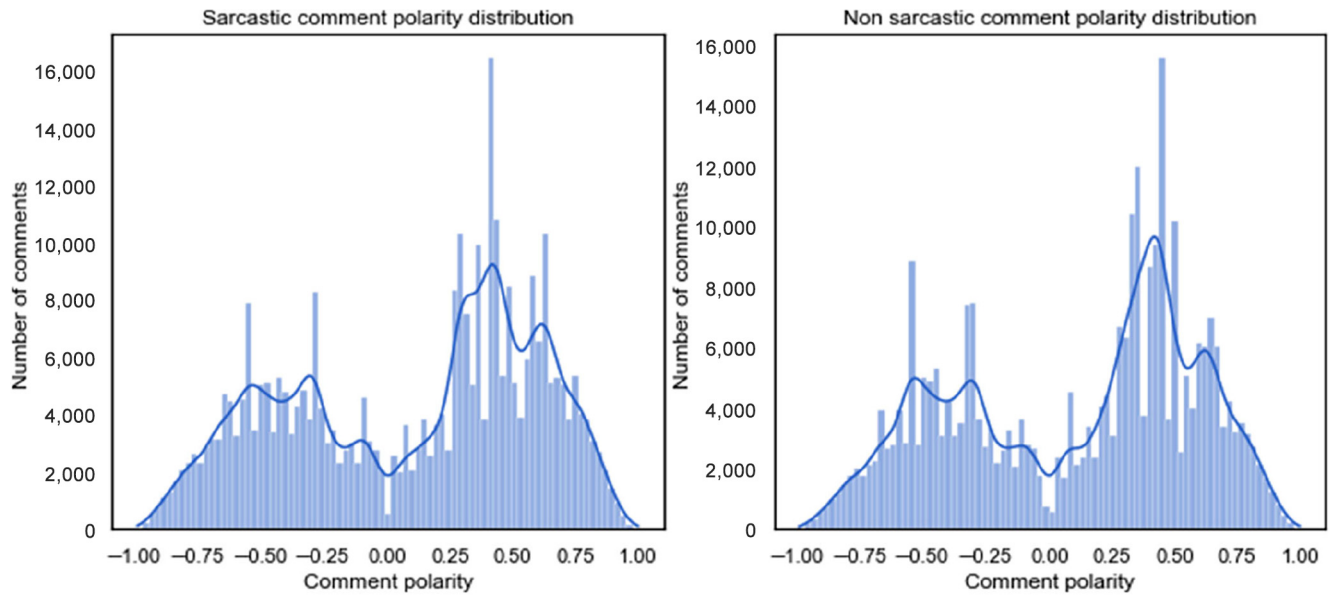 Sarcastic comment polarity distribution
Number of comments
16,000
14,000
12,000
10,000
8,000
6,000
4,000
2,000
0
−1.00 −0.75 −0.50 −0.25 0.00 0.25 0.50 0.75 1.00
Comment polarity
Non sarcastic comment polarity distribution
Number of comments
16,000
14,000
12,000
10,000
8,000
6,000
4,000
2,000
0
−1.00 −0.75 −0.50 −0.25 0.00 0.25 0.50 0.75 1.00
Comment polarity